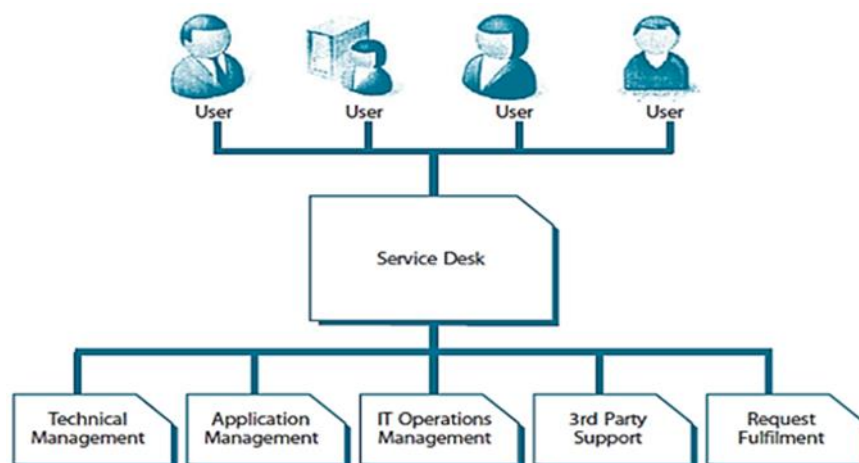 User
User
User
User
Service Desk
Technical
Management
Application
Management
IT Operations
Management
3rd Party
Support
Request
Fulfilment